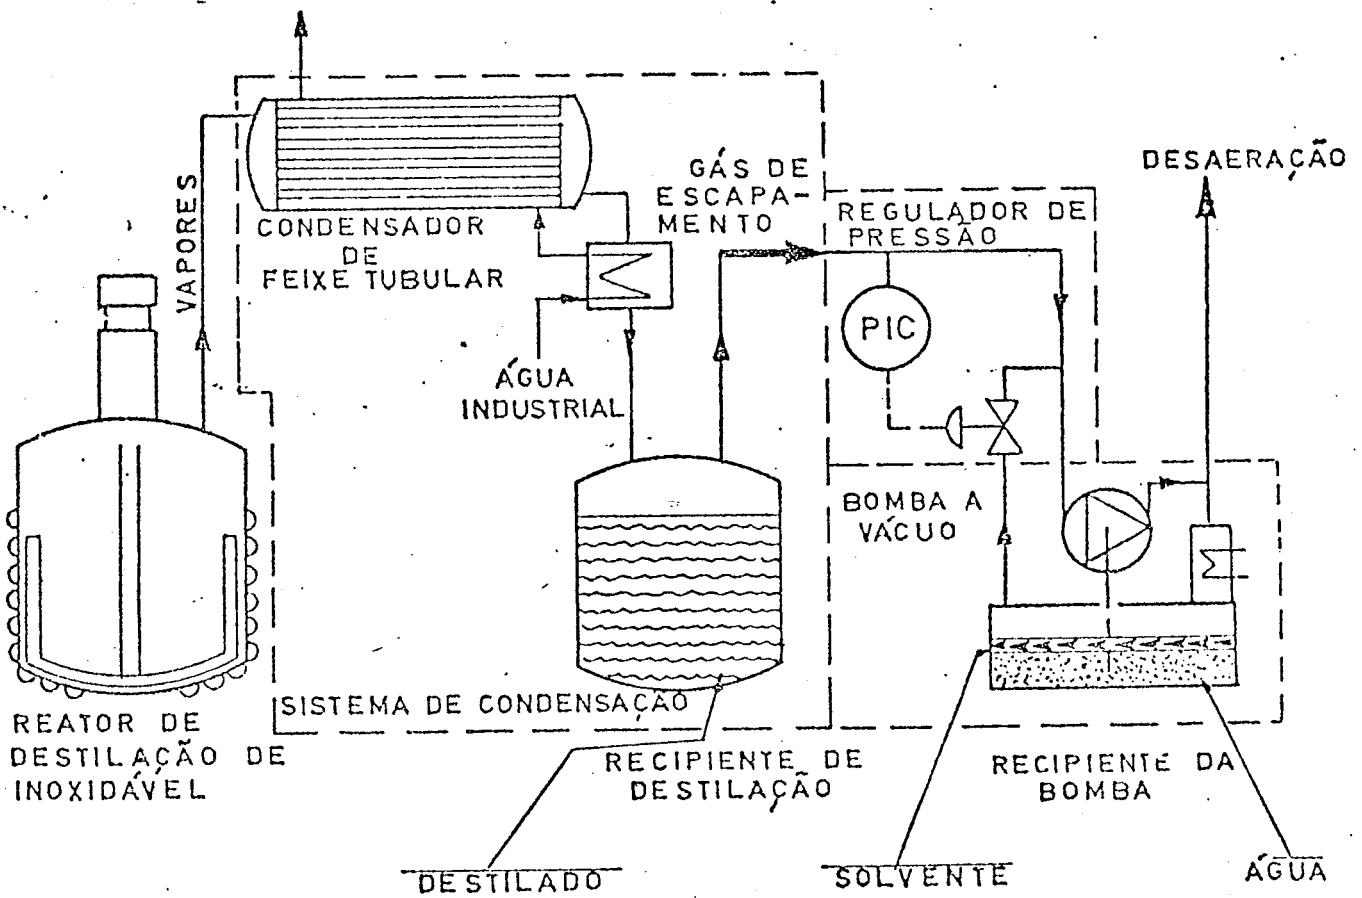 DESAERAÇÃO
GÁS DE
ESCAPA-
MENTO
VAPORES
REGULADOR DE
PRESSÃO
CONDENSADOR
DE
FEIXE TUBULAR
PIC
ÁGUA
INDUSTRIAL
BOMBA A
VÁCUO
SISTEMA DE CONDENSAÇÃO
REATOR DE
DESTILAÇÃO DE
INOXIDÁVEL
RECIPIENTE DE
DESTILAÇÃO
RECIPIENTE DA
BOMBA
DESTILADO
SOLVENTE
ÁGUA